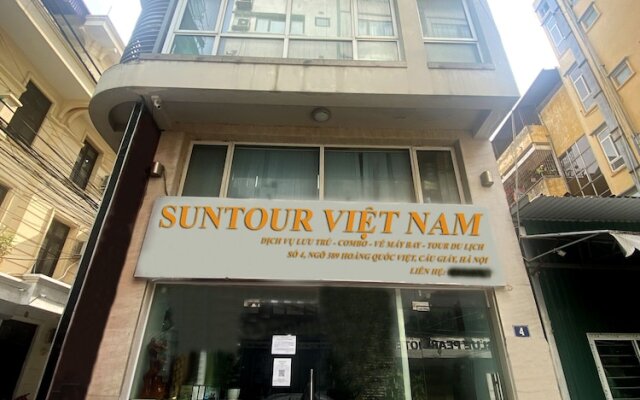 SUNTOUR VIỆT NAM
DỊCH VỤ LƯU TRÚ - COMBO - VÉ MÁY BAY - TOUR DU LỊCH
SỐ 4, NGÕ 389 HOÀNG QUỐC VIỆT, CẦU GIẤY, HÀ NỘI
LIÊN HỆ:
4